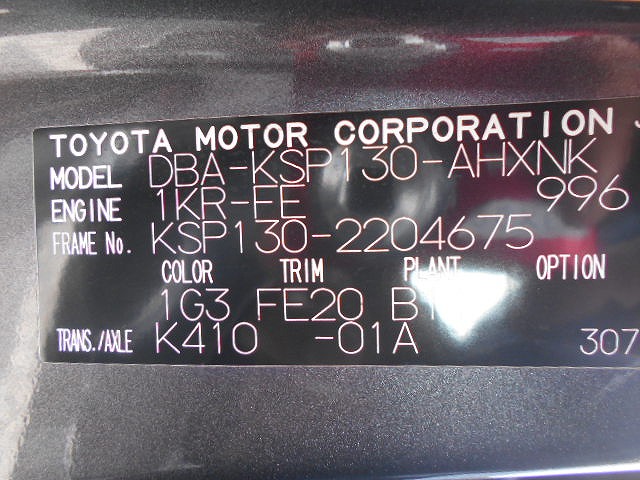 TOYOTA MOTOR CORPORATION
MODEL DBA-KSP130-AHXNK
ENGINE 1KR-FE 996
FRAME No. KSP130-2204675
COLOR TRIM PLANT OPTION
1G3 FE20
TRANS./AXLE K410 -01A 307